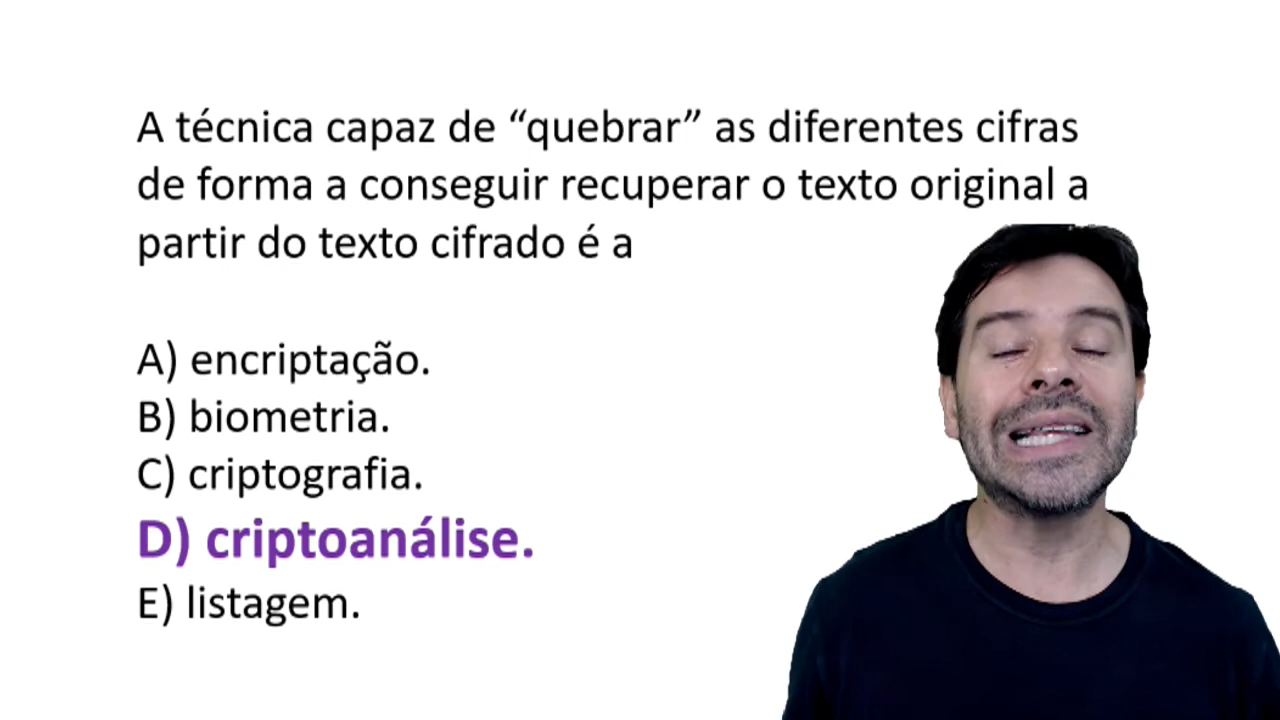 A técnica capaz de “quebrar” as diferentes cifras
de forma a conseguir recuperar o texto original a
partir do texto cifrado é a
A) encriptação.
B) biometria.
C) criptografia.
D) criptoanálise.
E) listagem.